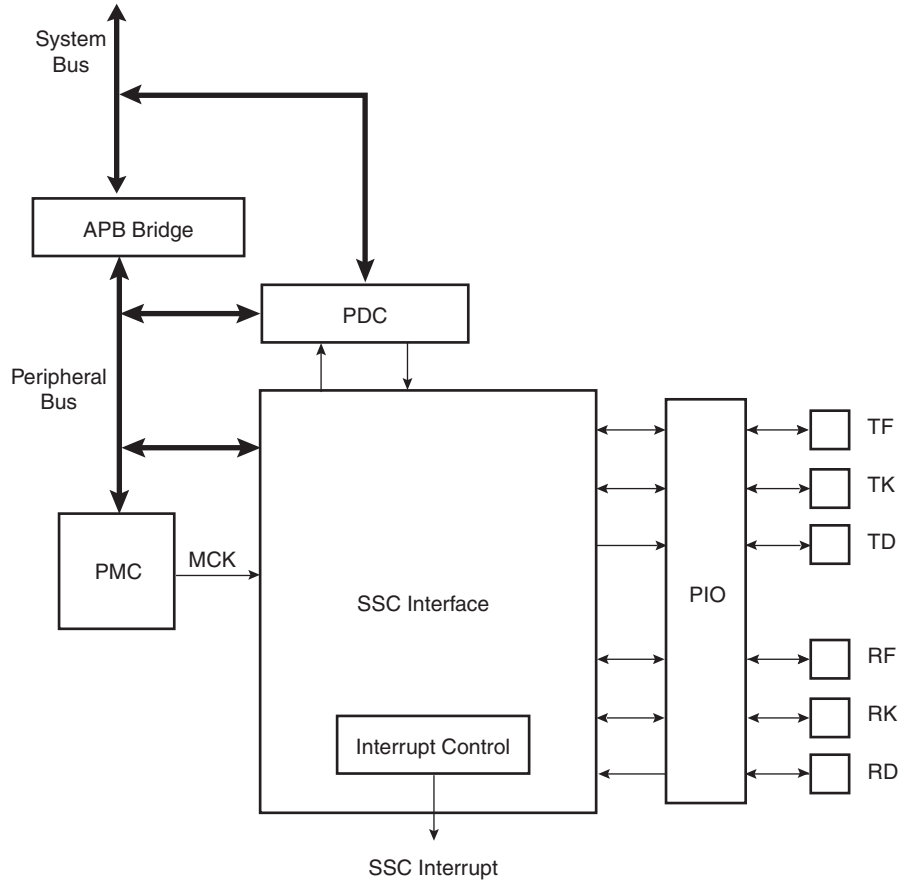 System
Bus
APB Bridge
PDC
Peripheral
Bus
TF
TK
PMC
MCK
TD
SSC Interface
PIO
RF
RK
Interrupt Control
RD
SSC Interrupt